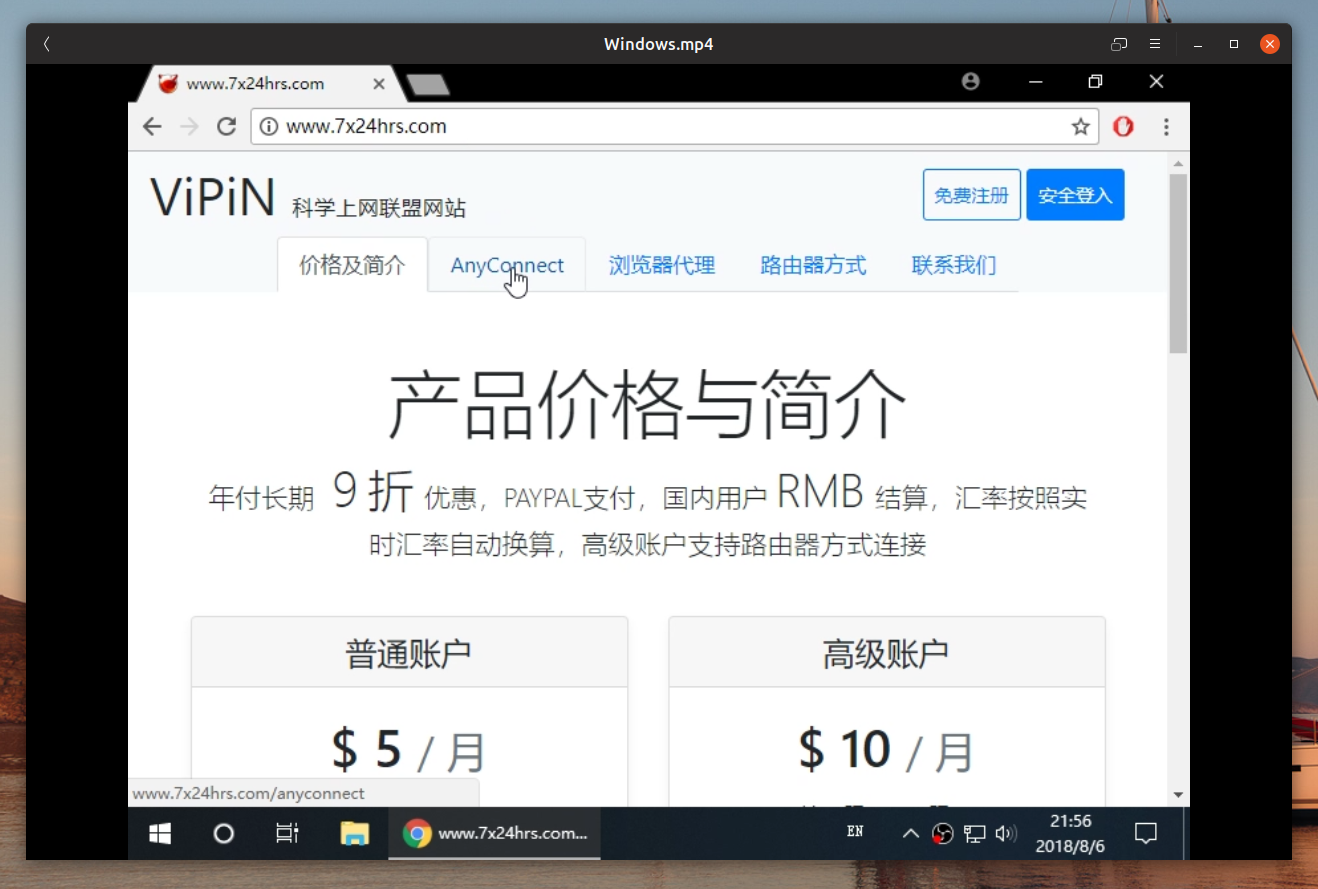 Windows.mp4
www.7x24hrs.com
www.7x24hrs.com
ViPiN 科学上网联盟网站
免费注册 安全登入
价格及简介 AnyConnect 浏览器代理 路由器方式 联系我们
产品价格与简介
年付长期 9 折 优惠，PAYPAL支付，国内用户 RMB 结算，汇率按照实
时汇率自动换算，高级账户支持路由器方式连接
普通账户 高级账户
$ 5 / 月 $ 10 / 月
www.7x24hrs.com/anyconnect
www.7x24hrs.com... EN 21:56
2018/8/6